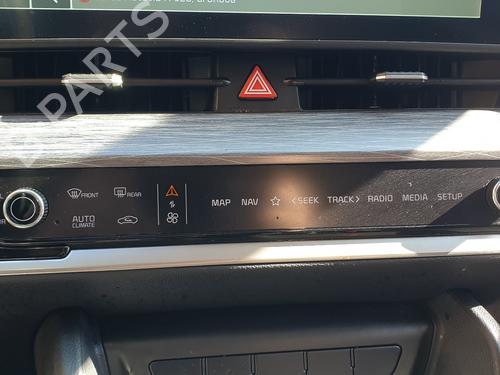 FRONT
REAR
MAP NAV <SEEK TRACK> RADIO MEDIA SETUP
AUTO
CLIMATE
B-PARTS